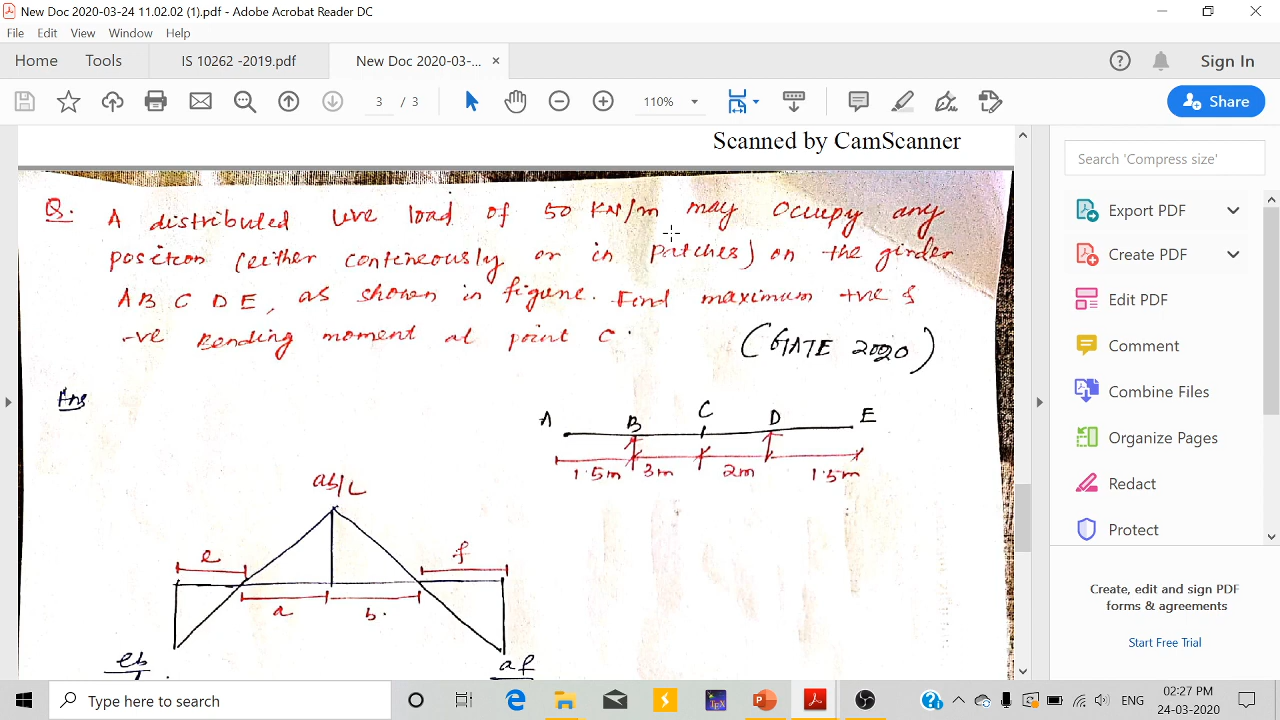 New Doc 2020-03-24 11.02.02 (1).pdf - Adobe Acrobat Reader DC
File Edit View Window Help
Home Tools IS 10262 -2019.pdf New Doc 2020-03-... ×
Sign In
3 / 3 110% Share
Scanned by CamScanner
Search 'Compress size'
Export PDF
Create PDF
Edit PDF
Comment
Combine Files
Organize Pages
Redact
Protect
Create, edit and sign PDF
forms & agreements
Start Free Trial
Q. A distributed live load of 50 KN/m may occupy any
position (either contineously or in patches) on the girder
A B C D E, as shown in figure. Find maximum +ve &
-ve Bending moment at point C.
(GATE 2020)
Ans
A B C D E
1.5m 3m 2m 1.5m
ab/L
e f
a b
eb af
Type here to search
ENG 02:27 PM
24-03-2020